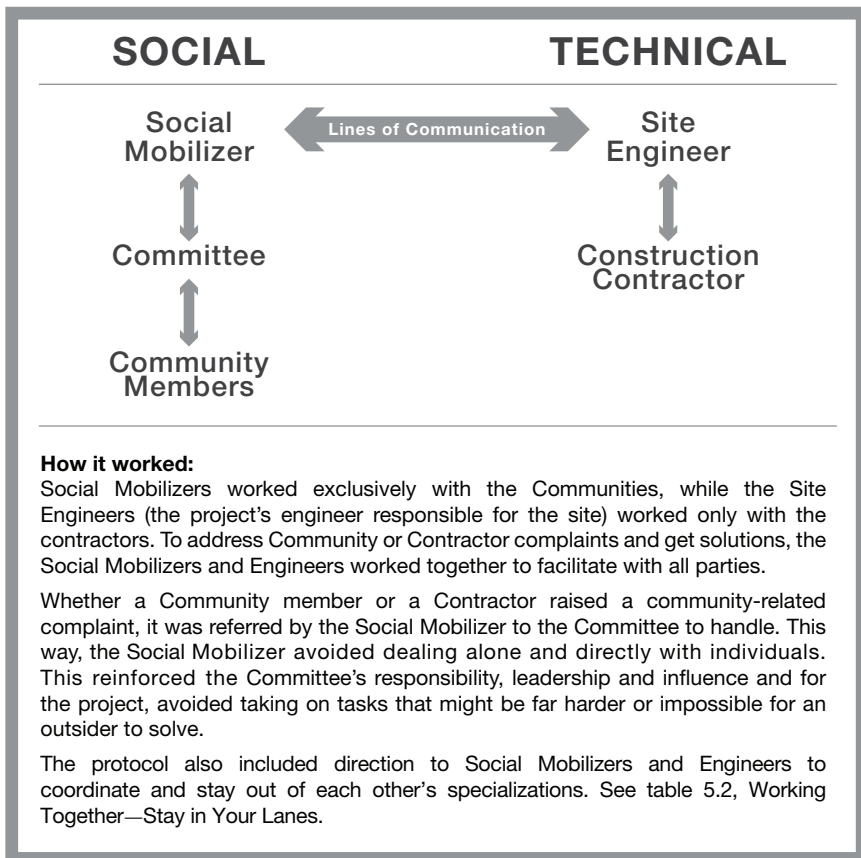 SOCIAL
TECHNICAL
Social
Mobilizer
Lines of Communication
Site
Engineer
Committee
Construction
Contractor
Community
Members
How it worked:
Social Mobilizers worked exclusively with the Communities, while the Site
Engineers (the project's engineer responsible for the site) worked only with the
contractors. To address Community or Contractor complaints and get solutions, the
Social Mobilizers and Engineers worked together to facilitate with all parties.
Whether a Community member or a Contractor raised a community-related
complaint, it was referred by the Social Mobilizer to the Committee to handle. This
way, the Social Mobilizer avoided dealing alone and directly with individuals.
This reinforced the Committee's responsibility, leadership and influence and for
the project, avoided taking on tasks that might be far harder or impossible for an
outsider to solve.
The protocol also included direction to Social Mobilizers and Engineers to
coordinate and stay out of each other's specializations. See table 5.2, Working
Together—Stay in Your Lanes.